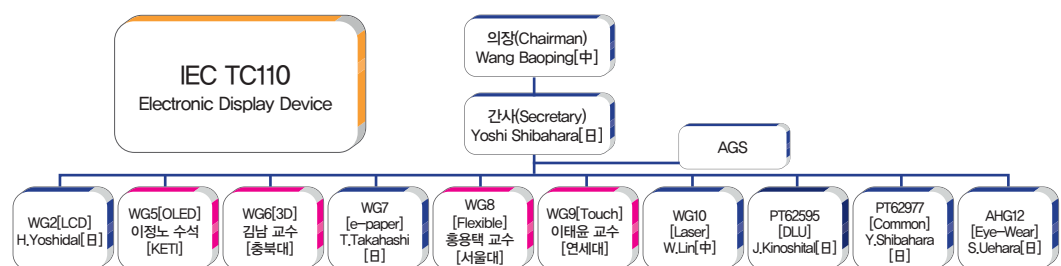 IEC TC110
Electronic Display Device
의장(Chairman)
Wang Baoping[中]
간사(Secretary)
Yoshi Shibahara[日]
AGS
WG2[LCD]
H.Yoshidal[日]
WG5[OLED]
이정노 수석
[KETI]
WG6[3D]
김남 교수
[충북대]
WG7
[e-paper]
T.Takahashi
[日]
WG8
[Flexible]
홍용택 교수
[서울대]
WG9[Touch]
이태윤 교수
[연세대]
WG10
[Laser]
W.Lin[中]
PT62595
[DLU]
J.Kinoshita[日]
PT62977
[Common]
Y.Shibahara
[日]
AHG12
[Eye-Wear]
S.Uehara[日]